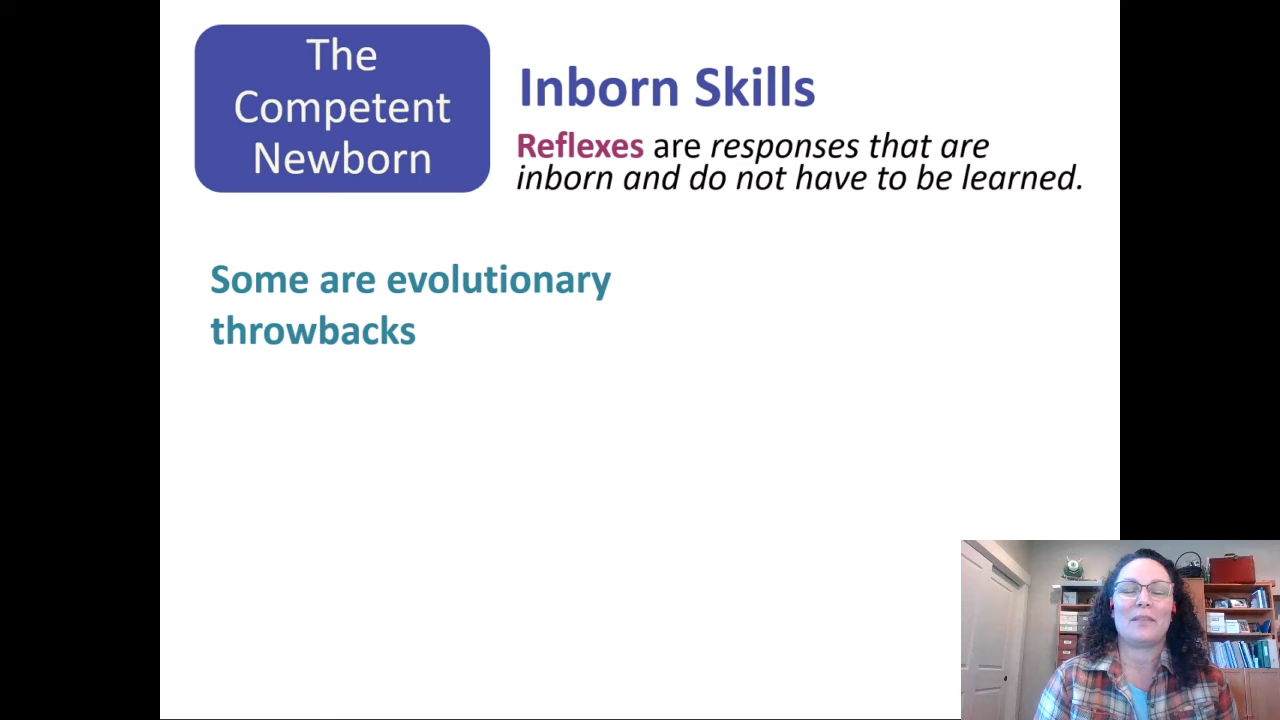 The
Competent
Newborn
Inborn Skills
Reflexes are responses that are
inborn and do not have to be learned.
Some are evolutionary
throwbacks